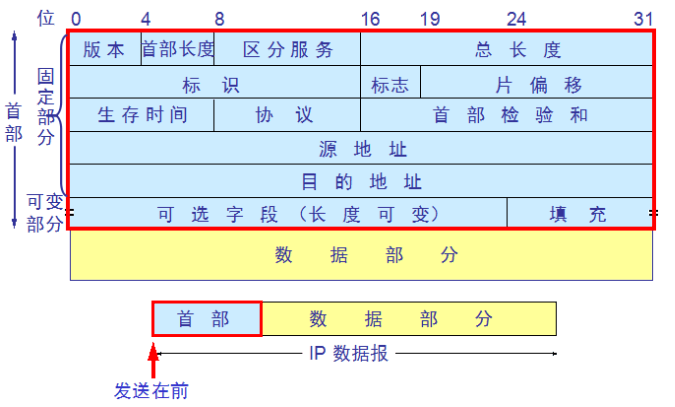 位 0 4 8 16 19 24 31
版 本 首部长度 区 分 服 务 总 长 度
标 识 标志 片 偏 移
生 存 时 间 协 议 首 部 检 验 和
源 地 址
目 的 地 址
可 选 字 段 （长 度 可 变） 填 充
首部
固定部分
可变部分
数 据 部 分
首 部 数 据 部 分
IP 数据报
发送在前